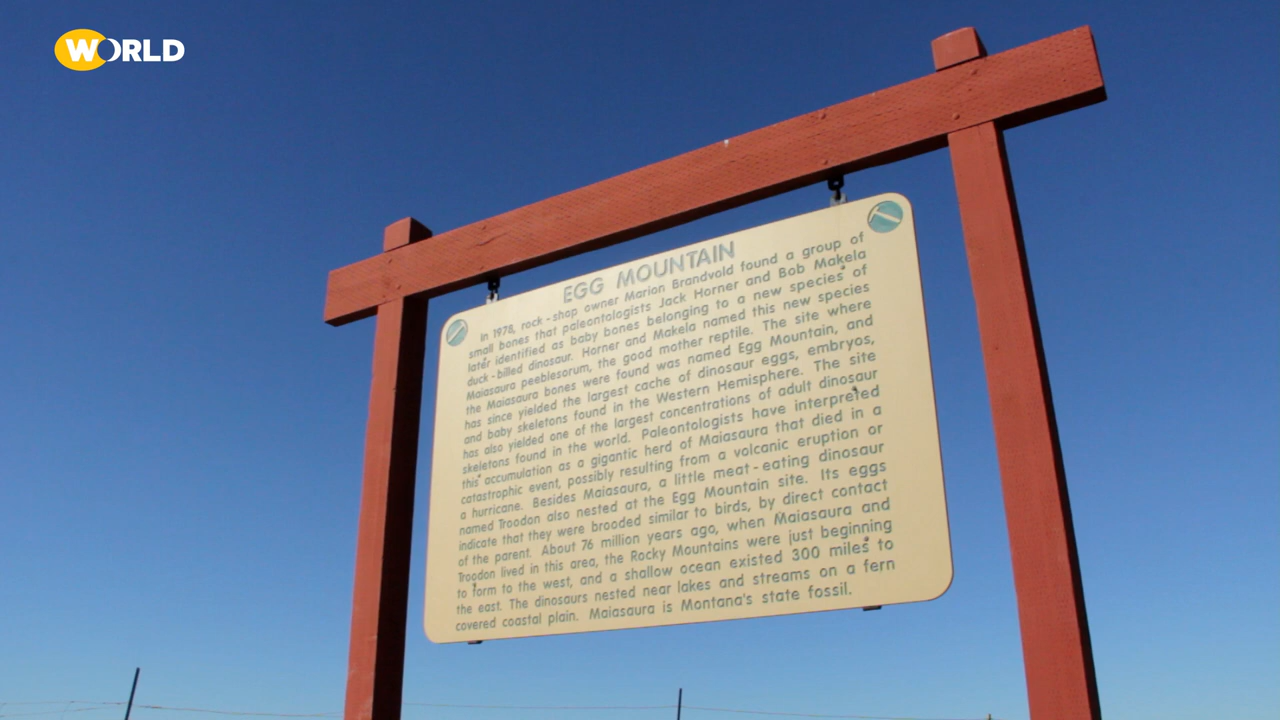 WORLD
EGG MOUNTAIN
In 1978, rock-shop owner Marion Brandvold found a group of
small bones that paleontologists Jack Horner and Bob Makela
later identified as baby bones belonging to a new species of
duck-billed dinosaur. Horner and Makela named this new species
Maiasaura peeblesorum, the good mother reptile. The site where
the Maiasaura bones were found was named Egg Mountain, and
has since yielded the largest cache of dinosaur eggs, embryos,
and baby skeletons found in the Western Hemisphere. The site
has also yielded one of the largest concentrations of adult dinosaur
skeletons found in the world. Paleontologists have interpreted
this accumulation as a gigantic herd of Maiasaura that died in a
catastrophic event, possibly resulting from a volcanic eruption or
a hurricane. Besides Maiasaura, a little meat-eating dinosaur
named Troodon also nested at the Egg Mountain site. Its eggs
indicate that they were brooded similar to birds, by direct contact
of the parent. About 76 million years ago, when Maiasaura and
Troodon lived in this area, the Rocky Mountains were just beginning
to form to the west, and a shallow ocean existed 300 miles to
the east. The dinosaurs nested near lakes and streams on a fern
covered coastal plain. Maiasaura is Montana's state fossil.